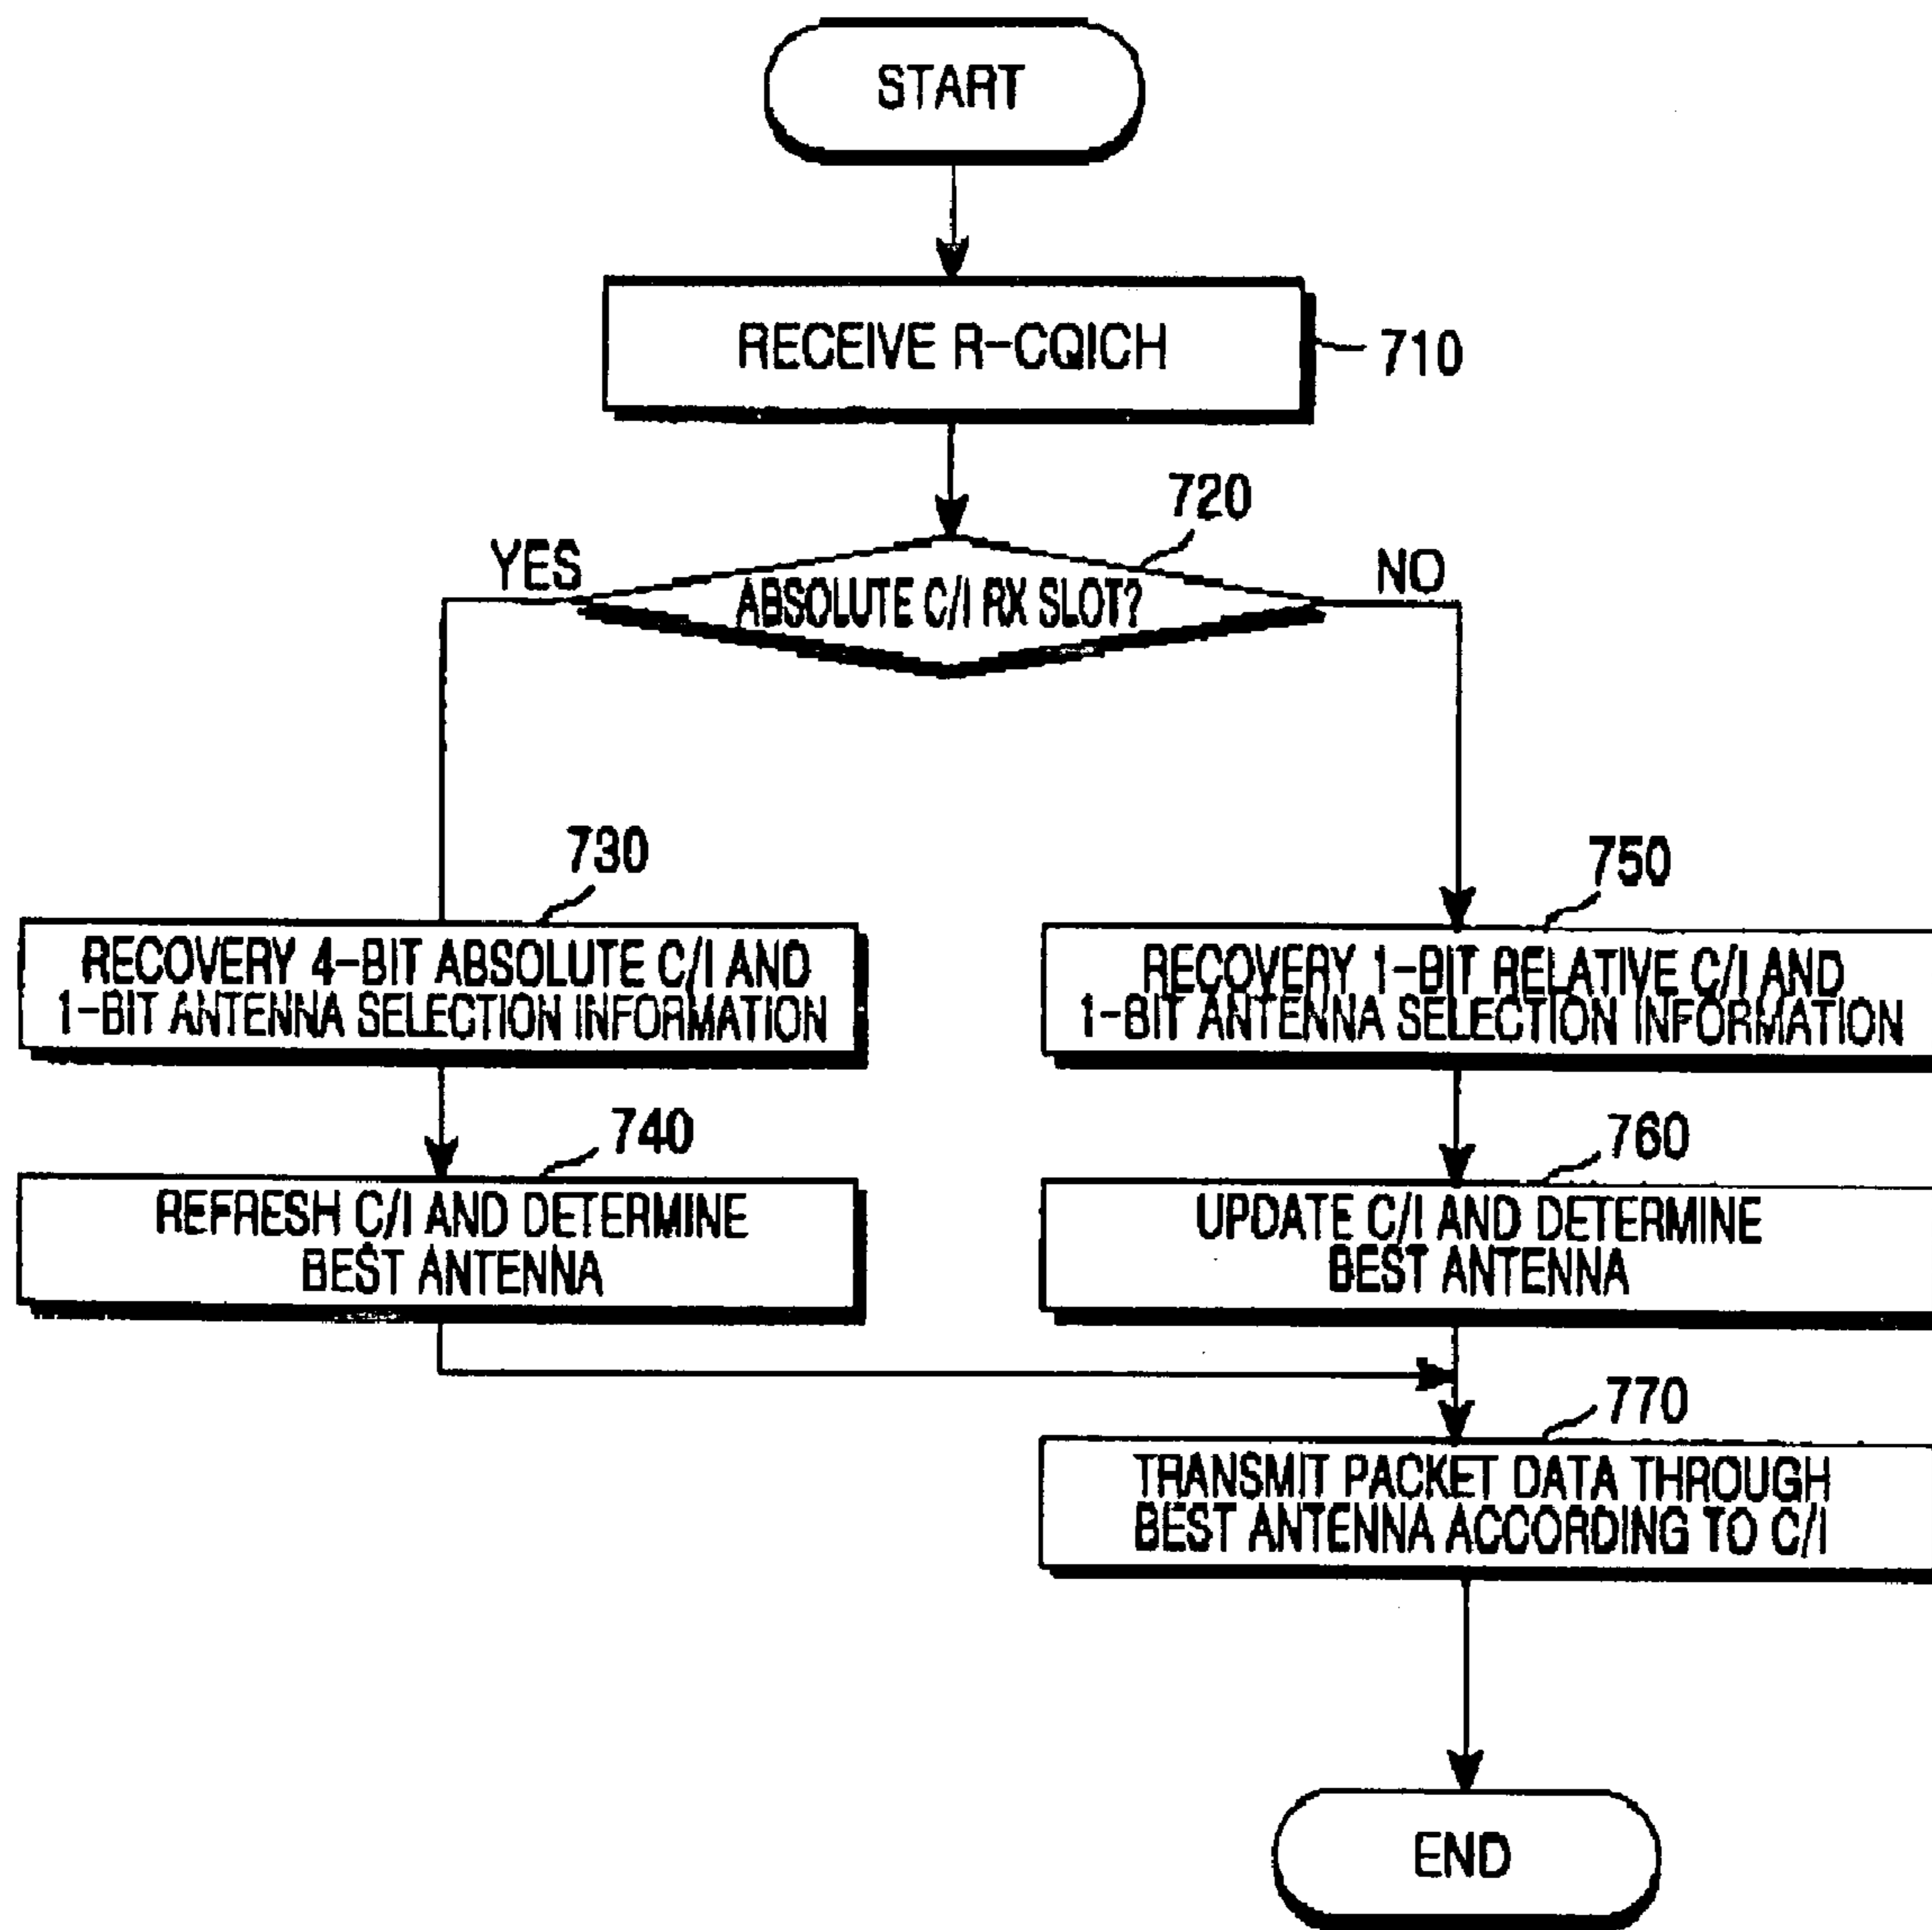 START
RECEIVE R-CQICH
710
720
YES
NO
ABSOLUTE C/I RX SLOT?
730
750
RECOVERY 4-BIT ABSOLUTE C/I AND
1-BIT ANTENNA SELECTION INFORMATION
RECOVERY 1-BIT RELATIVE C/I AND
1-BIT ANTENNA SELECTION INFORMATION
740
760
REFRESH C/I AND DETERMINE
BEST ANTENNA
UPDATE C/I AND DETERMINE
BEST ANTENNA
770
TRANSMIT PACKET DATA THROUGH
BEST ANTENNA ACCORDING TO C/I
END